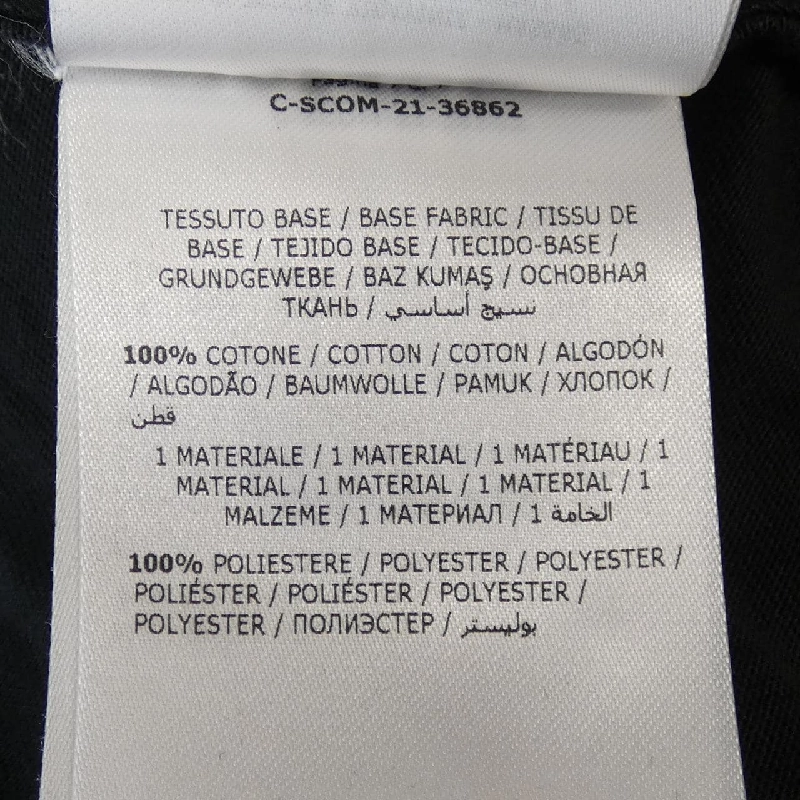 C-SCOM-21-36862
TESSUTO BASE / BASE FABRIC / TISSU DE
BASE / TEJIDO BASE / TECIDO-BASE /
GRUNDGEWEBE / BAZ KUMAŞ / ОСНОВНАЯ
ТКАНЬ / نسيج أساسي
100% COTONE / COTTON / COTON / ALGODÓN
/ ALGODÃO / BAUMWOLLE / PAMUK / ХЛОПОК /
قطن
1 MATERIALE / 1 MATERIAL / 1 MATÉRIAU / 1
MATERIAL / 1 MATERIAL / 1 MATERIAL / 1
MALZEME / 1 МАТЕРИАЛ / 1 الخامة
100% POLIESTERE / POLYESTER / POLYESTER /
POLIÉSTER / POLIÉSTER / POLYESTER /
POLYESTER / ПОЛИЭСТЕР / بوليستر